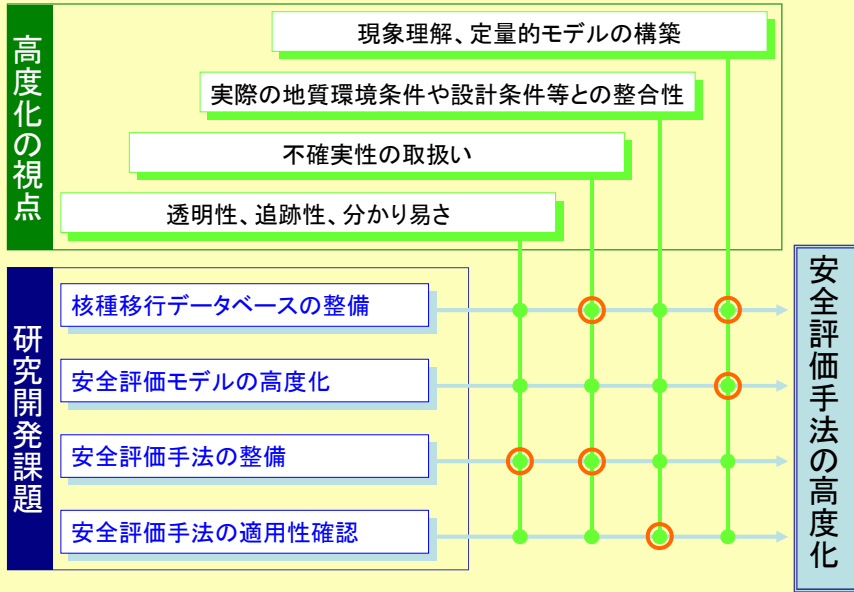 高度化の視点
現象理解、定量的モデルの構築
実際の地質環境条件や設計条件等との整合性
不確実性の取扱い
透明性、追跡性、分かり易さ
研究開発課題
核種移行データベースの整備
安全評価モデルの高度化
安全評価手法の整備
安全評価手法の適用性確認
安全評価手法の高度化